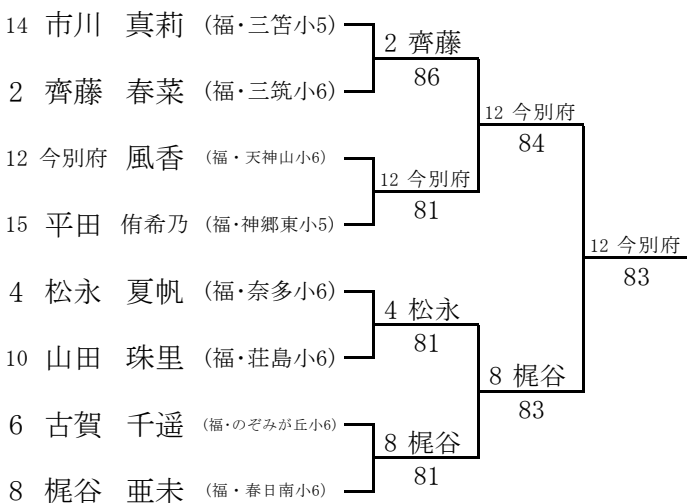 14 市川 真莉 (福・三笘小5)
2 齊藤
86
2 齊藤 春菜 (福・三筑小6)
12 今別府
84
12 今別府 風香 (福・天神山小6)
12 今別府
81
15 平田 侑希乃 (福・神郷東小5)
12 今別府
83
4 松永 夏帆 (福・奈多小6)
4 松永
81
10 山田 珠里 (福・荘島小6)
8 梶谷
83
6 古賀 千遥 (福・のぞみが丘小6)
8 梶谷
81
8 梶谷 亜未 (福・春日南小6)